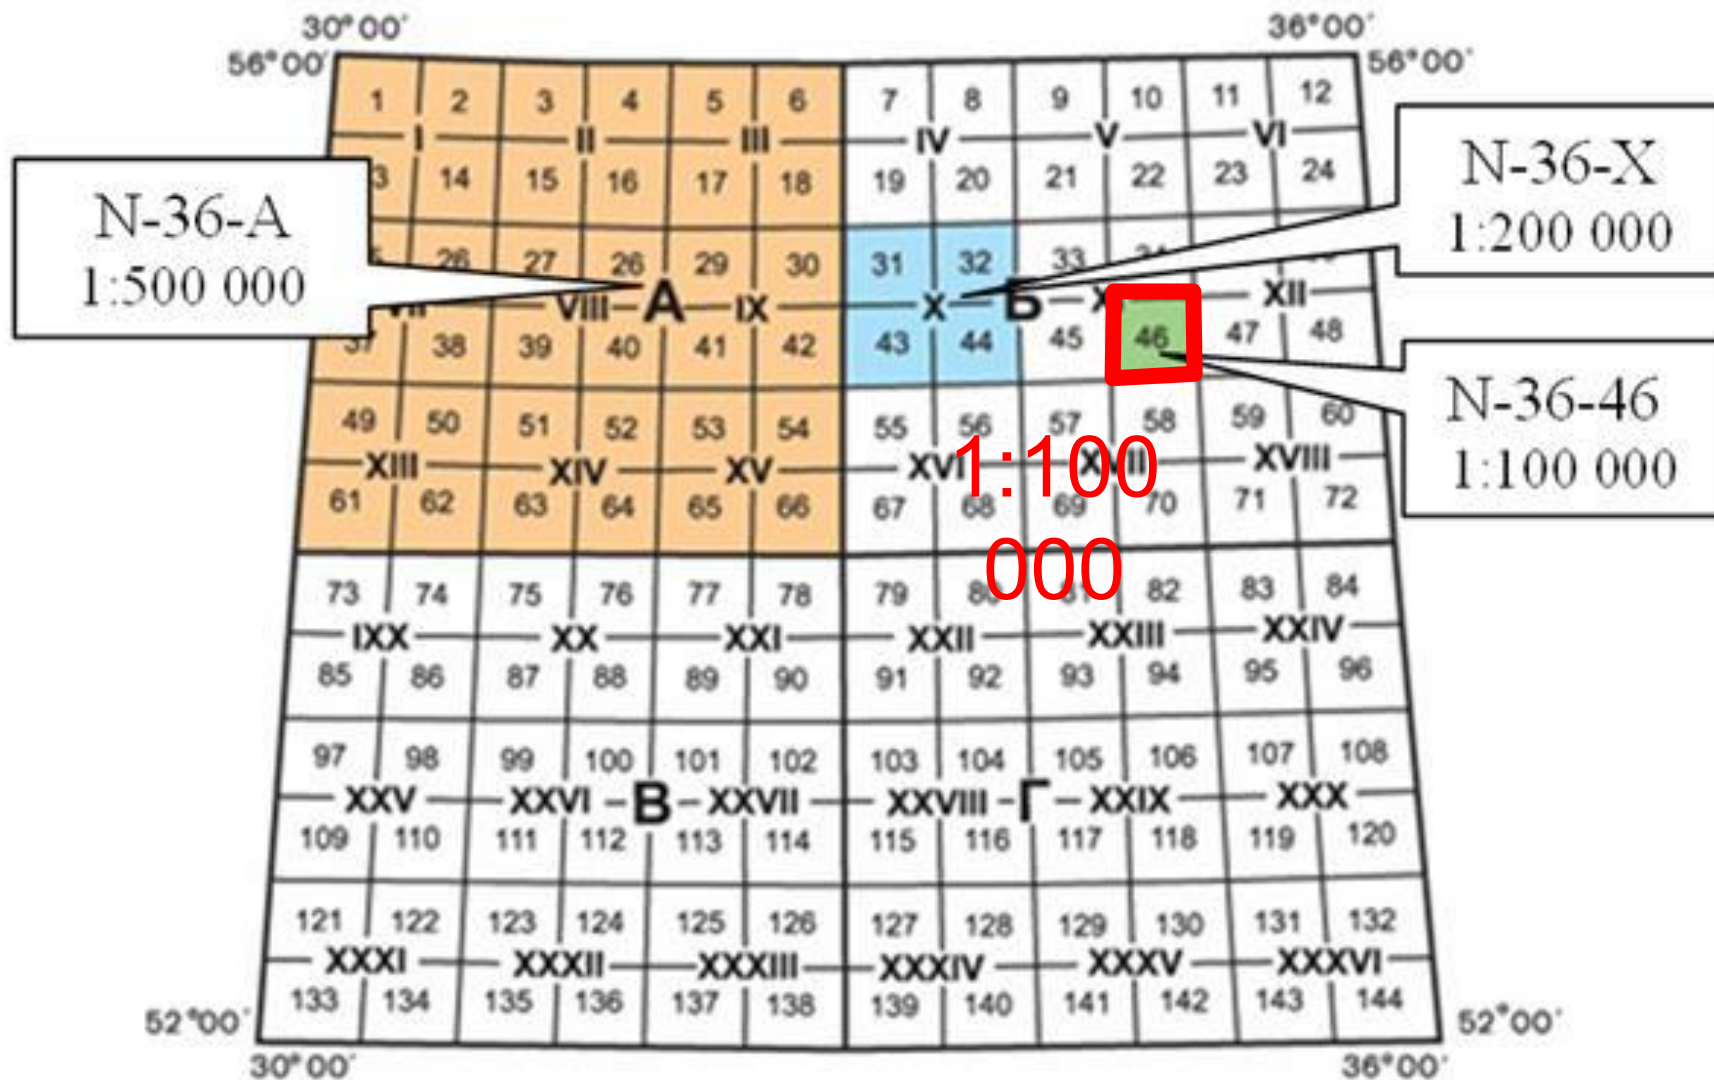 30°00′ 36°00′
56°00′ 56°00′
1 2 3 4 5 6 7 8 9 10 11 12
I II III IV V VI
3 14 15 16 17 18 19 20 21 22 23 24
N-36-A
1:500 000
N-36-X
1:200 000
26 27 26 29 30 31 32 33
VIII А IX X Б XII
38 39 40 41 42 43 44 45 46 47 48
N-36-46
1:100 000
49 50 51 52 53 54 55 56 57 58 59 60
XIII XIV XV XVI XVII XVIII
61 62 63 64 65 66 67 68 69 70 71 72
1:100
000
73 74 75 76 77 78 79 80 81 82 83 84
IXX XX XXI XXII XXIII XXIV
85 86 87 88 89 90 91 92 93 94 95 96
97 98 99 100 101 102 103 104 105 106 107 108
XXV XXVI В XXVII XXVIII Г XXIX XXX
109 110 111 112 113 114 115 116 117 118 119 120
121 122 123 124 125 126 127 128 129 130 131 132
XXXI XXXII XXXIII XXXIV XXXV XXXVI
133 134 135 136 137 138 139 140 141 142 143 144
52°00′ 52°00′
30°00′ 36°00′